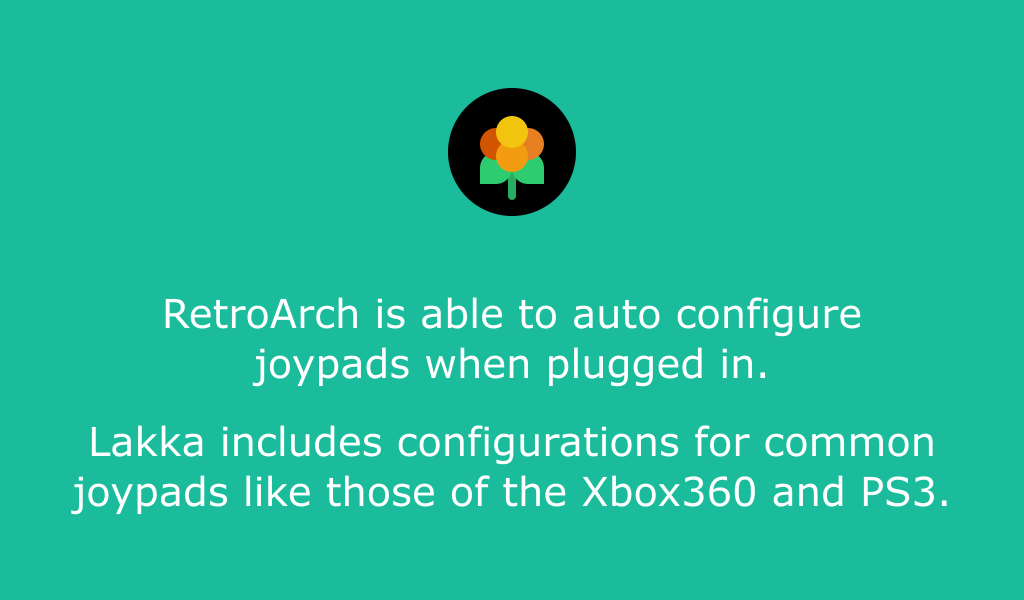 RetroArch is able to auto configure
joypads when plugged in.
Lakka includes configurations for common
joypads like those of the Xbox360 and PS3.